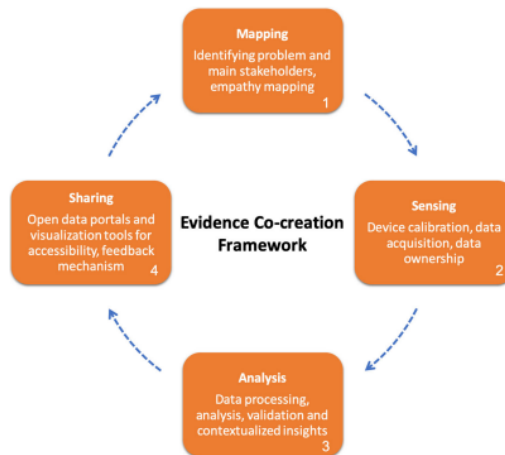 Mapping
Identifying problem and
main stakeholders,
empathy mapping
1
Sensing
Device calibration, data
acquisition, data
ownership
2
Analysis
Data processing,
analysis, validation and
contextualized insights
3
Sharing
Open data portals and
visualization tools for
accessibility, feedback
mechanism
4
Evidence Co-creation
Framework